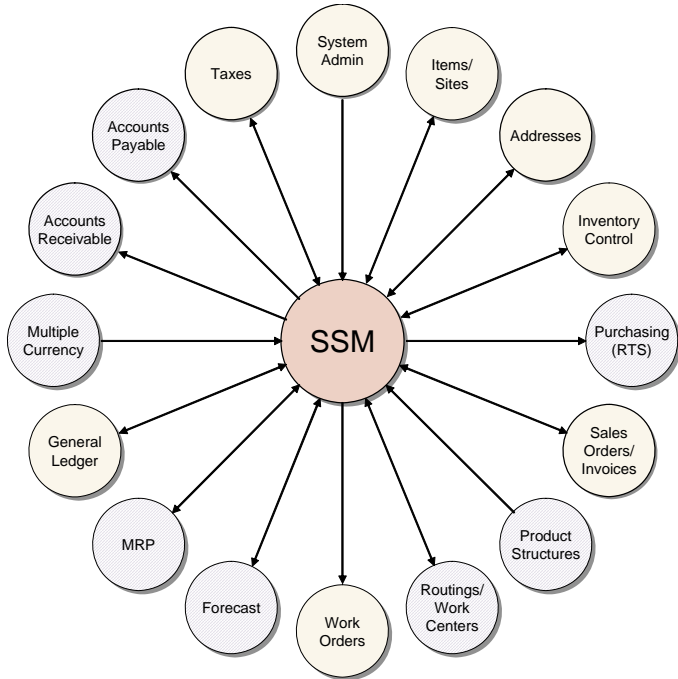 System
Admin
Items/
Sites
Taxes
Addresses
Accounts
Payable
Inventory
Control
Accounts
Receivable
SSM
Multiple
Currency
Purchasing
(RTS)
General
Ledger
Sales
Orders/
Invoices
MRP
Product
Structures
Forecast
Routings/
Work
Centers
Work
Orders